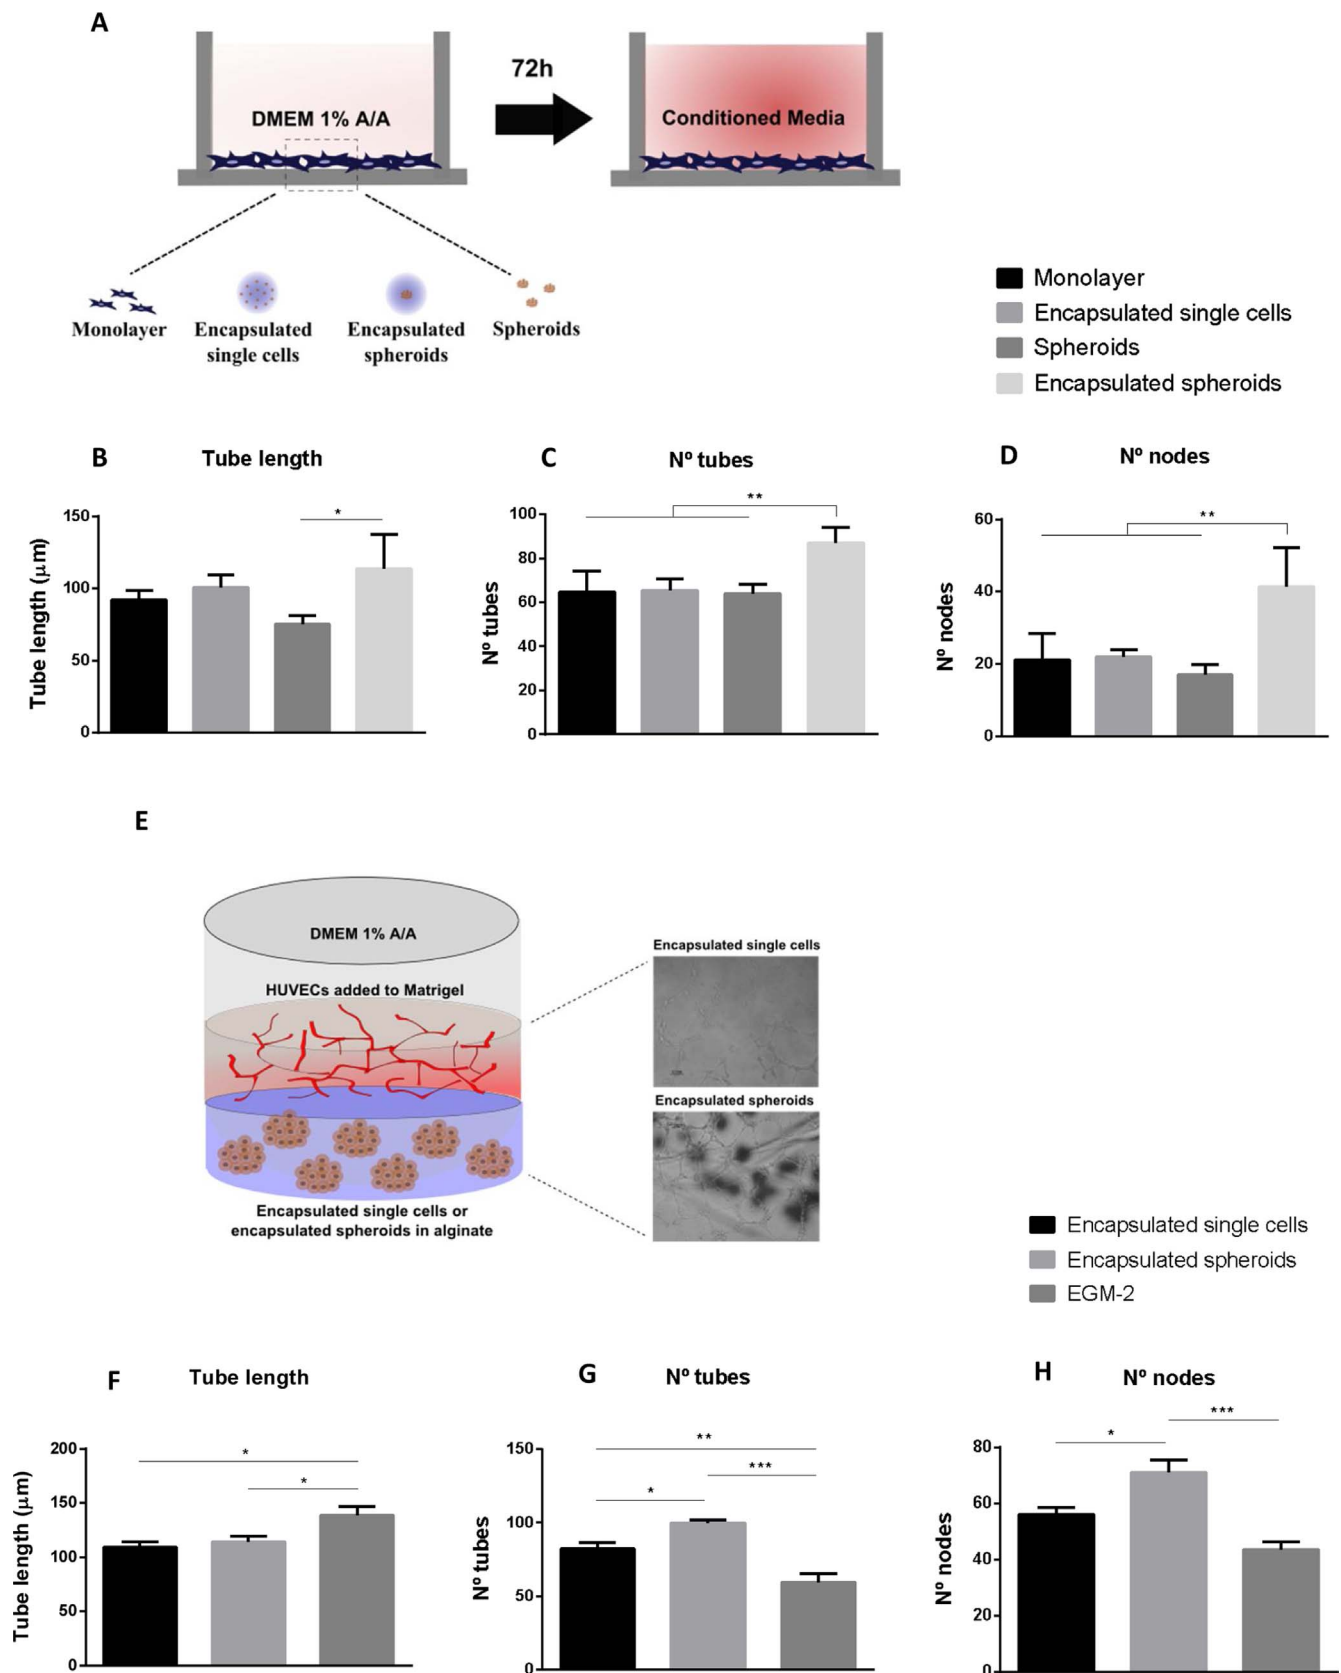 A
72h
DMEM 1% A/A
Conditioned Media
Monolayer
Encapsulated
single cells
Encapsulated
spheroids
Spheroids
Monolayer
Encapsulated single cells
Spheroids
Encapsulated spheroids
B
Tube length
Tube length (μm)
150
100
50
0
*
C
Nº tubes
Nº tubes
100
80
60
40
20
0
**
D
Nº nodes
Nº nodes
60
40
20
0
**
E
DMEM 1% A/A
HUVECs added to Matrigel
Encapsulated single cells or
encapsulated spheroids in alginate
Encapsulated single cells
Encapsulated spheroids
Encapsulated single cells
Encapsulated spheroids
EGM-2
F
Tube length
Tube length (μm)
200
150
100
50
0
*
*
G
Nº tubes
Nº tubes
150
100
50
0
**
***
*
H
Nº nodes
Nº nodes
80
60
40
20
0
***
*